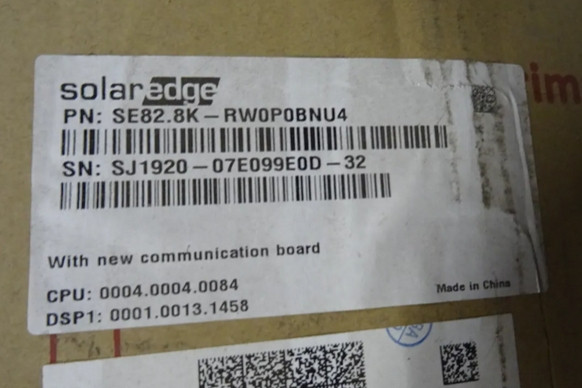 solaredge
PN: SE82.8K-RW0P0BNU4
SN: SJ1920-07E099E0D-32
With new communication board
CPU: 0004.0004.0084
Made in China
DSP1: 0001.0013.1458